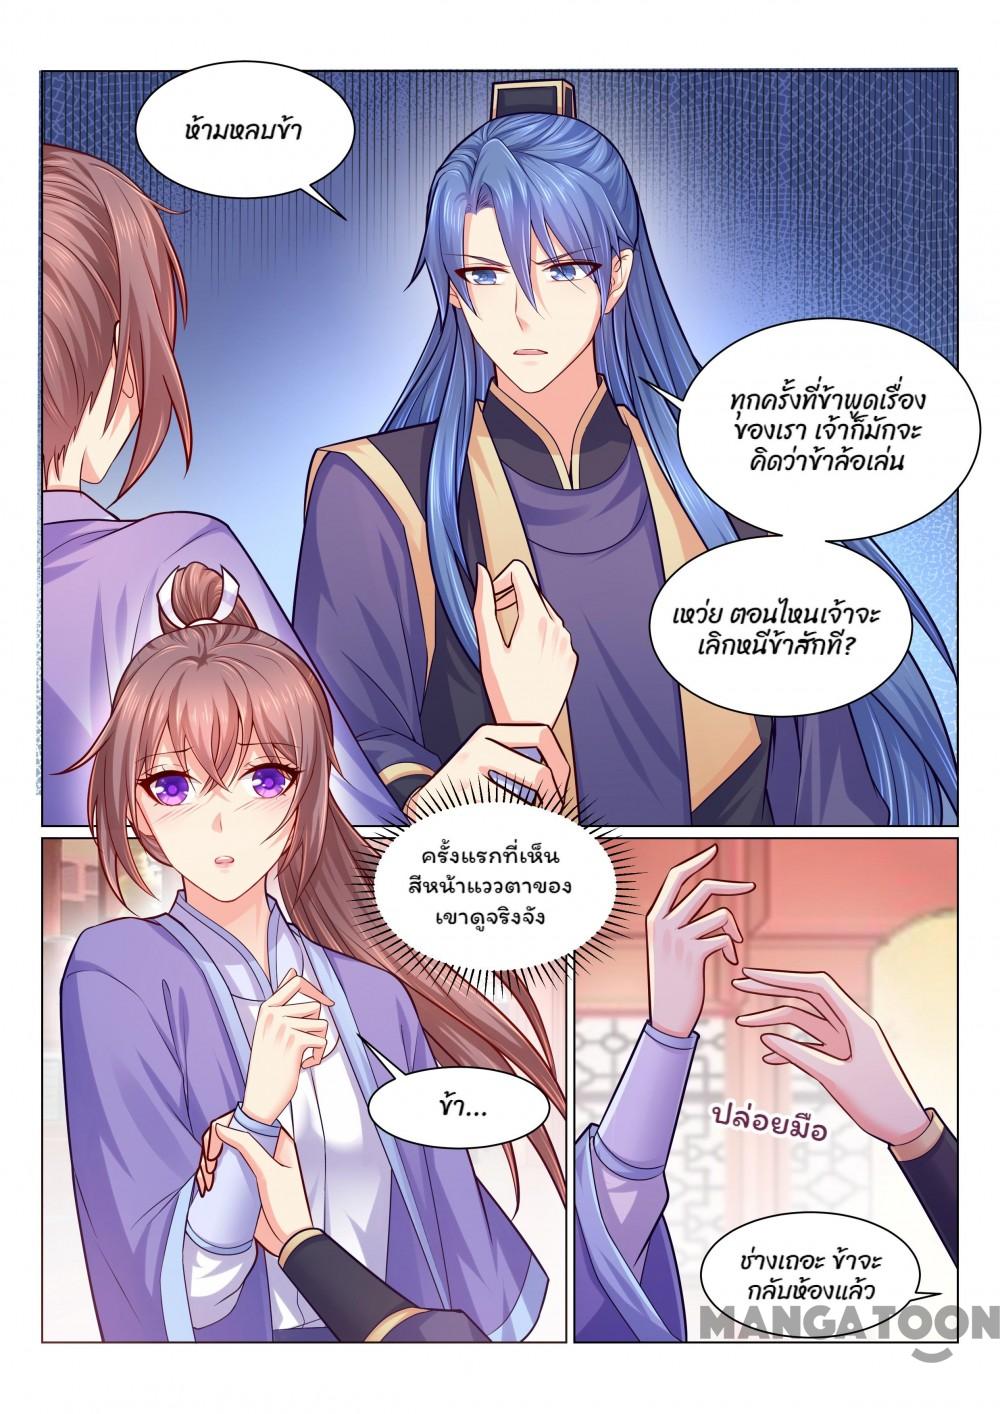 ห้ามหลบข้า
ทุกครั้งที่ข้าพูดเรื่อง
ของเรา เจ้าก็มักจะ
คิดว่าข้าล้อเล่น
เหว่ย ตอนไหนเจ้าจะ
เลิกหนีข้าสักที?
ครั้งแรกที่เห็น
สีหน้าแววตาของ
เขาดูจริงจัง
ข้า...
ปล่อยมือ
ช่างเถอะ ข้าจะ
กลับห้องแล้ว
MANGATOON